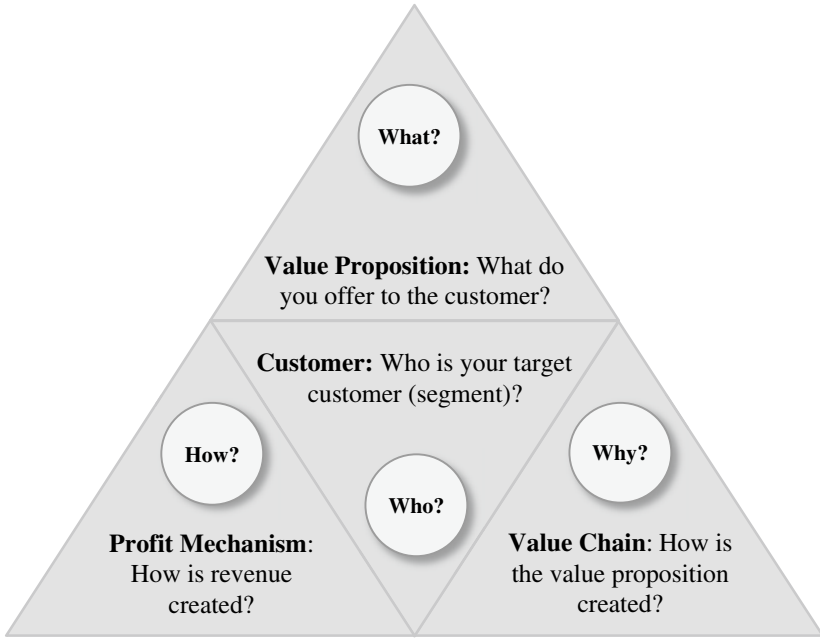 What?
Value Proposition: What do
you offer to the customer?
Customer: Who is your target
customer (segment)?
How?
Why?
Who?
Profit Mechanism:
How is revenue
created?
Value Chain: How is
the value proposition
created?